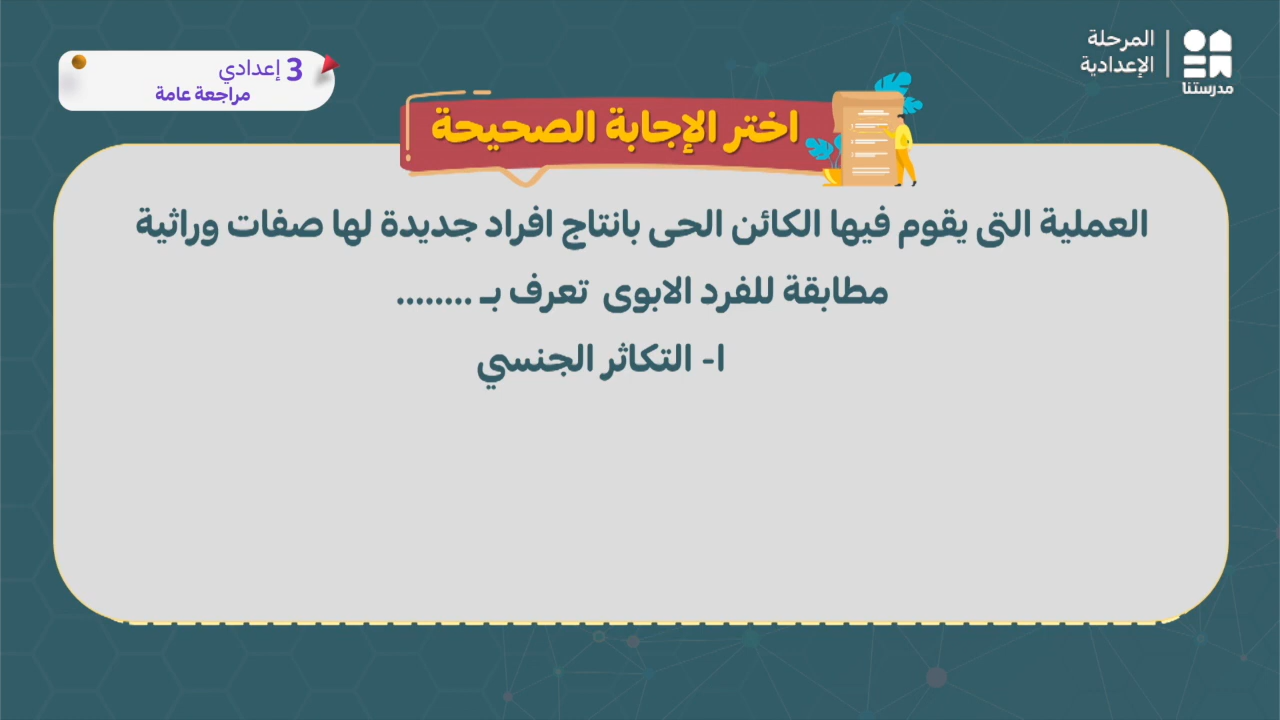 المرحلة
الإعدادية
مدرستنا
3 إعدادي
مراجعة عامة
اختر الإجابة الصحيحة
العملية التى يقوم فيها الكائن الحى بانتاج افراد جديدة لها صفات وراثية
مطابقة للفرد الابوى تعرف بـ ........
ا- التكاثر الجنسي